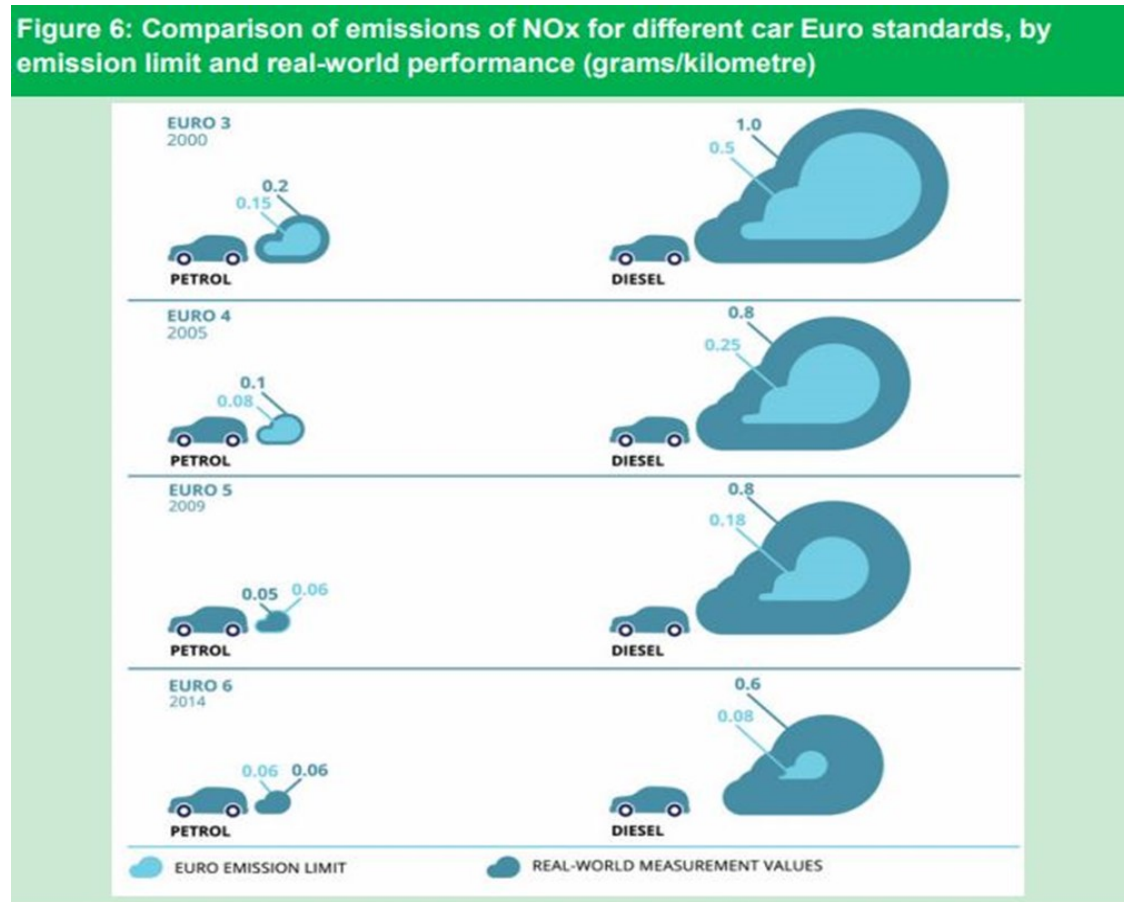 Figure 6: Comparison of emissions of NOx for different car Euro standards, by
emission limit and real-world performance (grams/kilometre)
EURO 3
2000
0.2
0.15
PETROL
1.0
0.5
DIESEL
EURO 4
2005
0.1
0.08
PETROL
0.8
0.25
DIESEL
EURO 5
2009
0.05 0.06
PETROL
0.8
0.18
DIESEL
EURO 6
2014
0.06 0.06
PETROL
0.6
0.08
DIESEL
EURO EMISSION LIMIT
REAL-WORLD MEASUREMENT VALUES